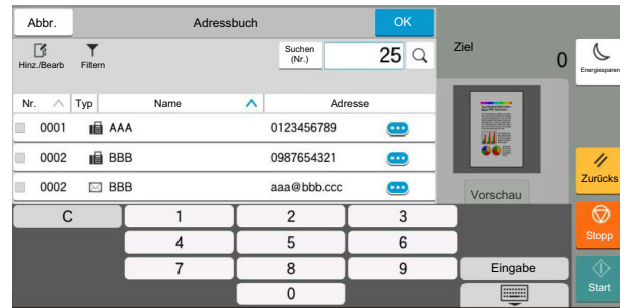 Abbr. Adressbuch OK
Hinz./Bearb Filtern Suchen (Nr.) 25 Ziel 0 Energiesparen
Nr. Typ Name Adresse
0001 AAA 0123456789
0002 BBB 0987654321
0002 BBB aaa@bbb.ccc
Vorschau
Zurücks
C 1 2 3
Stopp
4 5 6
7 8 9 Eingabe
0
Start